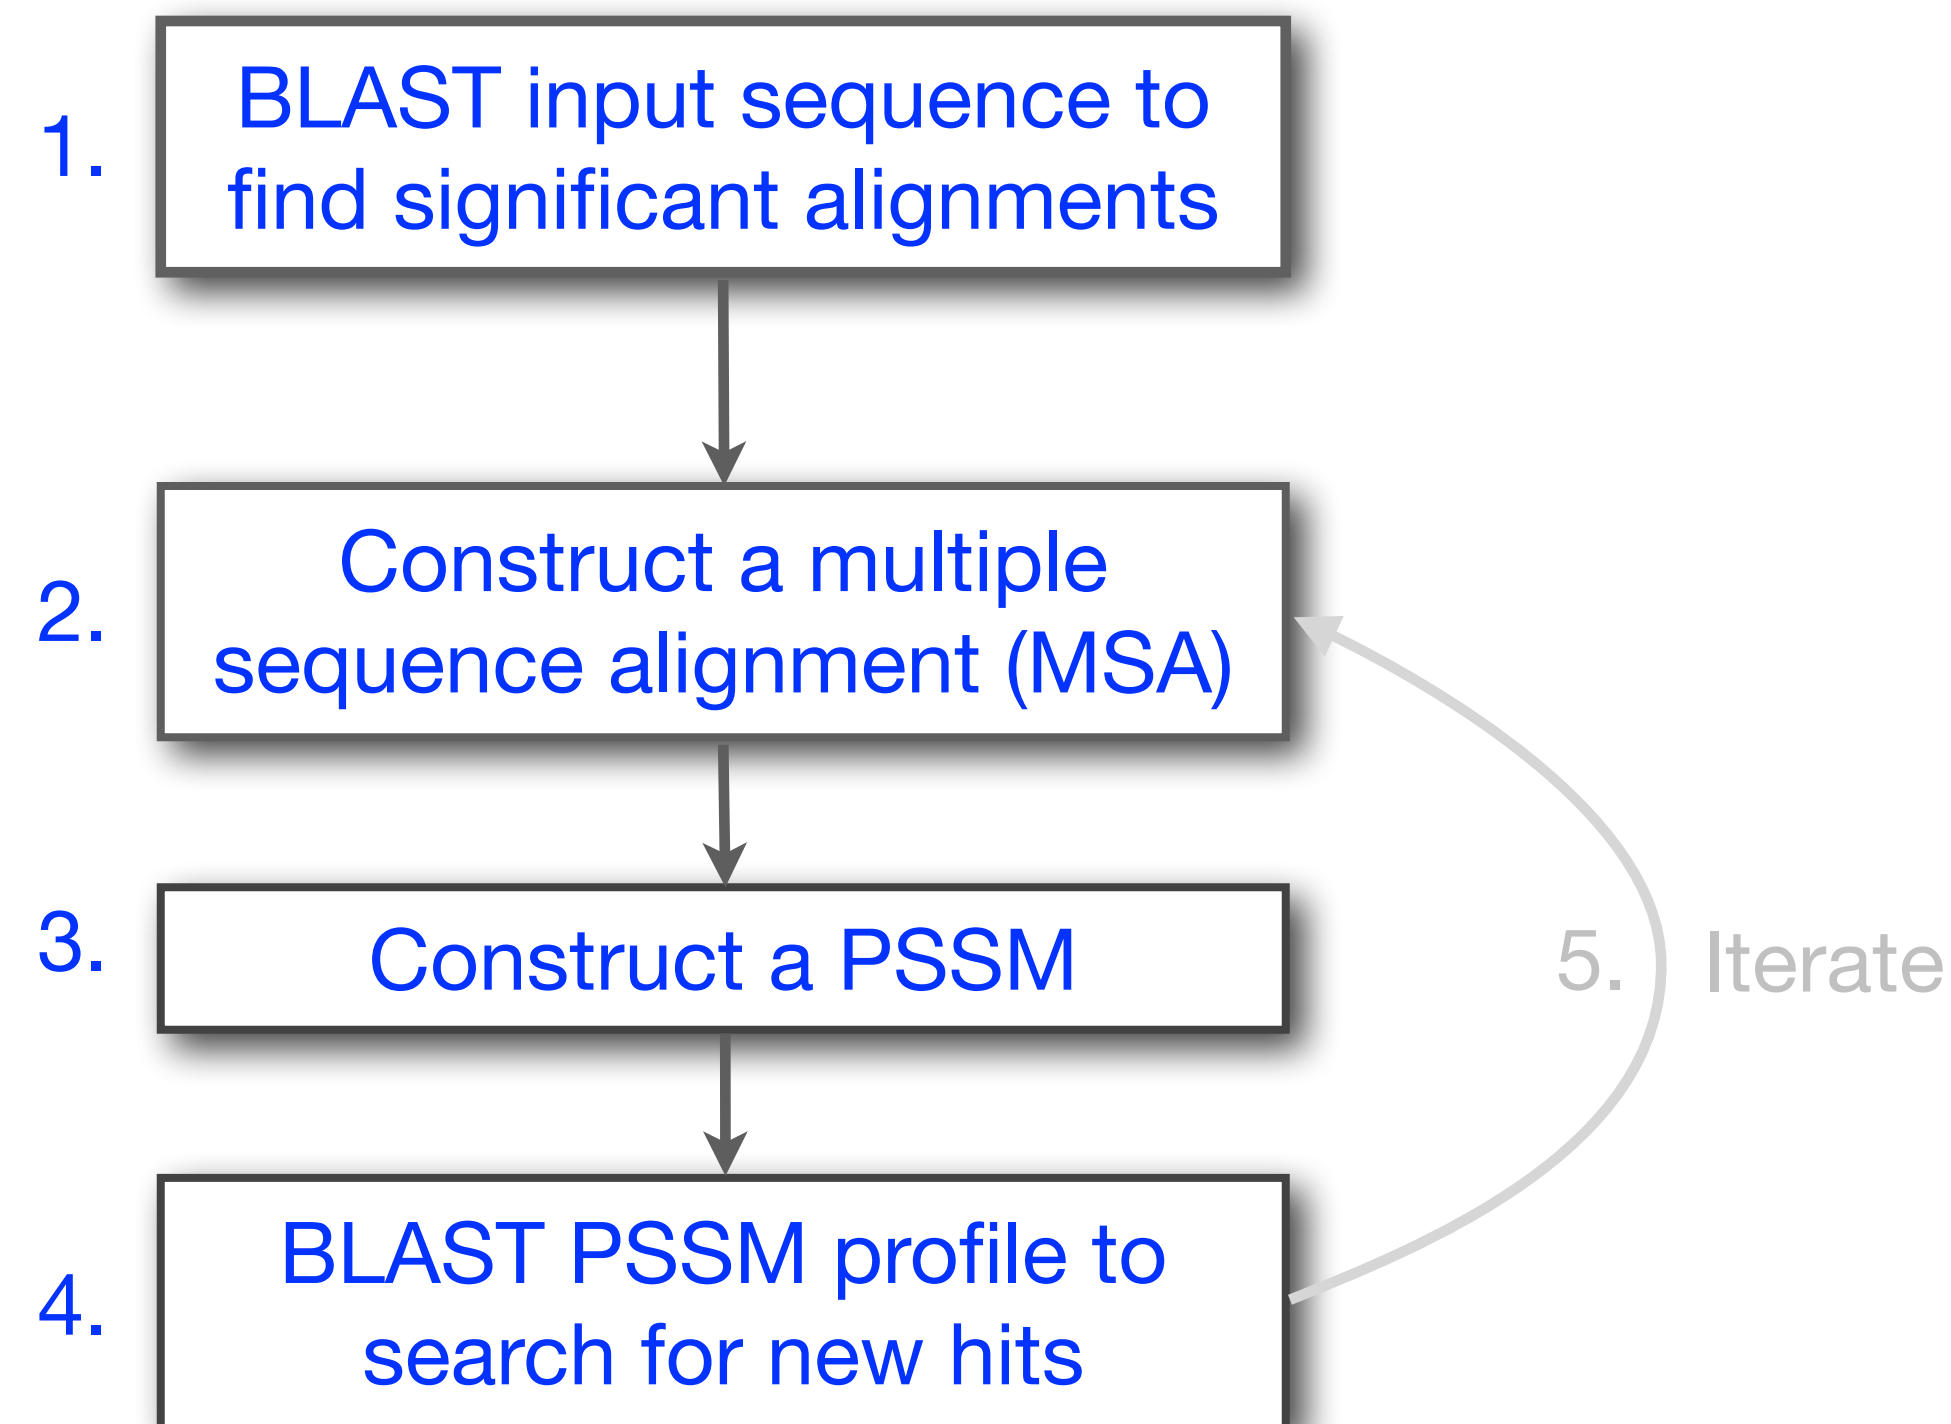 1.
BLAST input sequence to
find significant alignments
2.
Construct a multiple
sequence alignment (MSA)
3.
Construct a PSSM
5. Iterate
4.
BLAST PSSM profile to
search for new hits